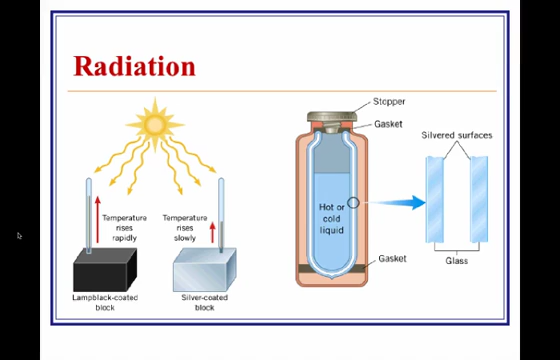 Radiation
Temperature
rises
rapidly
Temperature
rises
slowly
Lampblack-coated
block
Silver-coated
block
Stopper
Gasket
Hot or
cold
liquid
Gasket
Silvered surfaces
Glass